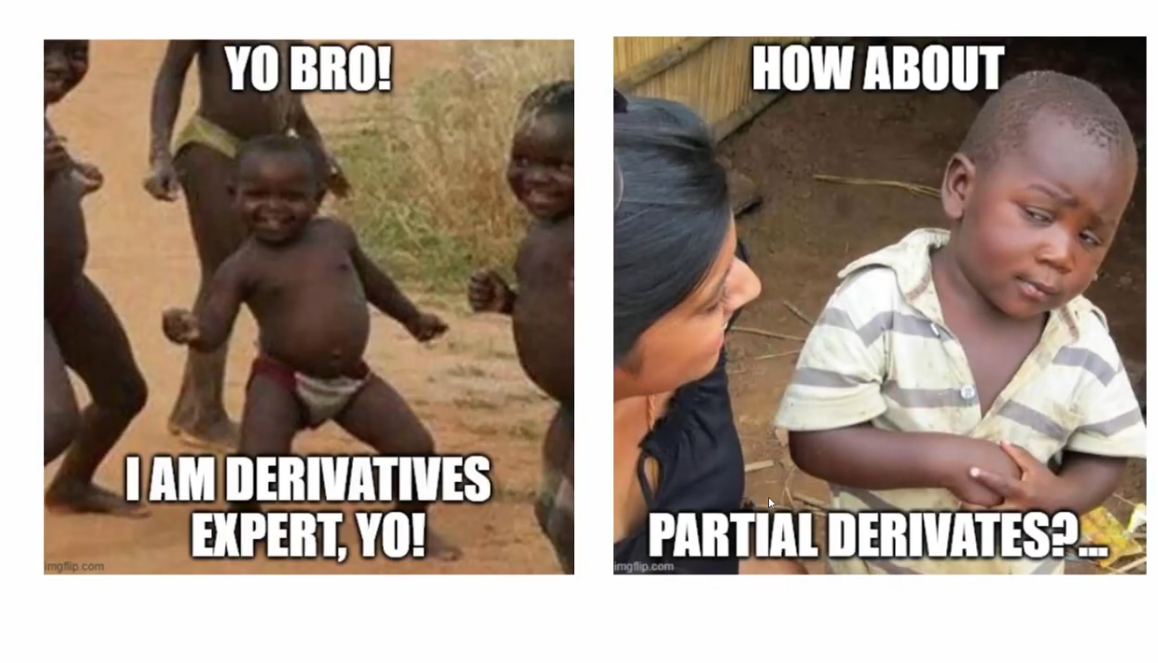 YO BRO!
I AM DERIVATIVES
EXPERT, YO!
imgflip.com
HOW ABOUT
PARTIAL DERIVATES?...
imgflip.com